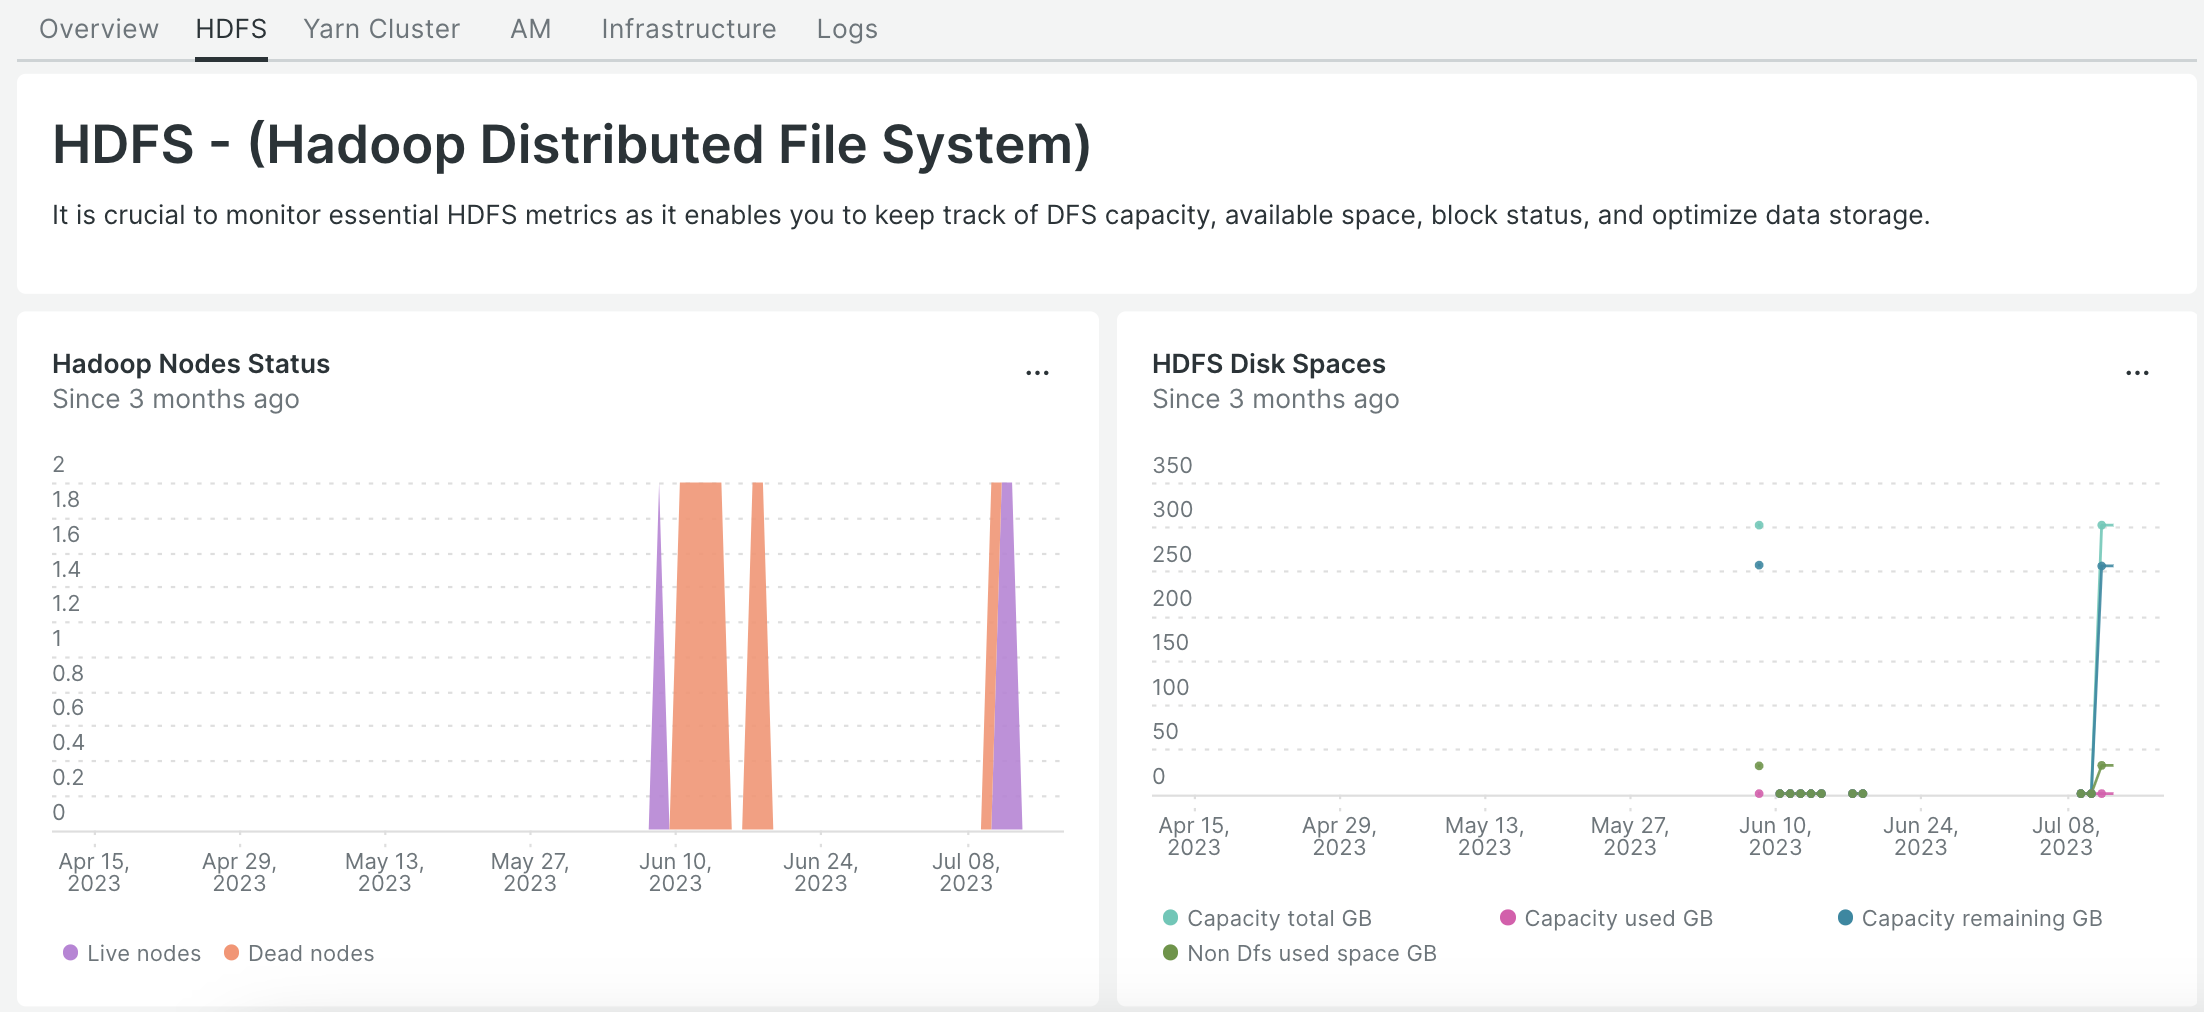 Overview HDFS Yarn Cluster AM Infrastructure Logs
HDFS - (Hadoop Distributed File System)
It is crucial to monitor essential HDFS metrics as it enables you to keep track of DFS capacity, available space, block status, and optimize data storage.
Hadoop Nodes Status
Since 3 months ago
2
1.8
1.6
1.4
1.2
1
0.8
0.6
0.4
0.2
0
Apr 15, 2023
Apr 29, 2023
May 13, 2023
May 27, 2023
Jun 10, 2023
Jun 24, 2023
Jul 08, 2023
Live nodes Dead nodes
HDFS Disk Spaces
Since 3 months ago
350
300
250
200
150
100
50
0
Apr 15, 2023
Apr 29, 2023
May 13, 2023
May 27, 2023
Jun 10, 2023
Jun 24, 2023
Jul 08, 2023
Capacity total GB Capacity used GB Capacity remaining GB
Non Dfs used space GB